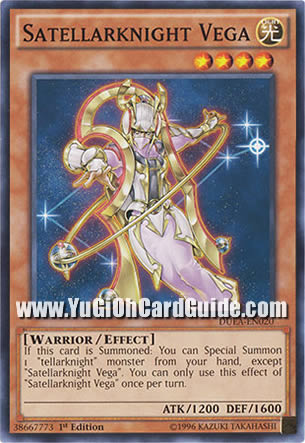 SATELLARKNIGHT VEGA
LIGHT
光
www.YuGiOhCardGuide.com
DUEA-EN020
[WARRIOR / EFFECT]
If this card is Summoned: You can Special Summon
1 "tellarknight" monster from your hand, except
"Satellarknight Vega". You can only use this effect of
"Satellarknight Vega" once per turn.
ATK/1200 DEF/1600
38667773 1st Edition ©1996 KAZUKI TAKAHASHI